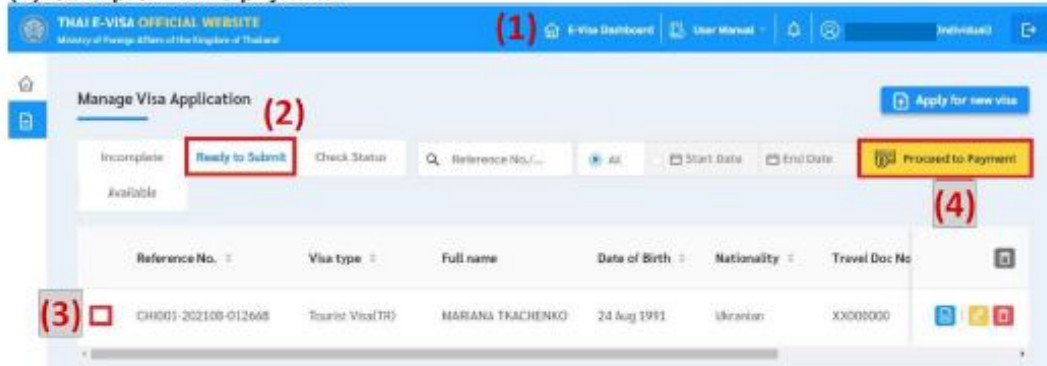 THAI E-VISA OFFICIAL WEBSITE
Ministry of Foreign Affairs of the Kingdom of Thailand
(1) E-Visa Dashboard User Manual (Individual)
Manage Visa Application
(2)
Apply for new visa
Incomplete Ready to Submit Check Status Reference No./... All Start Date End Date Proceed to Payment
Available
(4)
Reference No. Visa type Full name Date of Birth Nationality Travel Doc No
(3) CHI001-202108-012668 Tourist Visa(TR) MARIANA TKACHENKO 24 Aug 1991 Ukranian XX000000